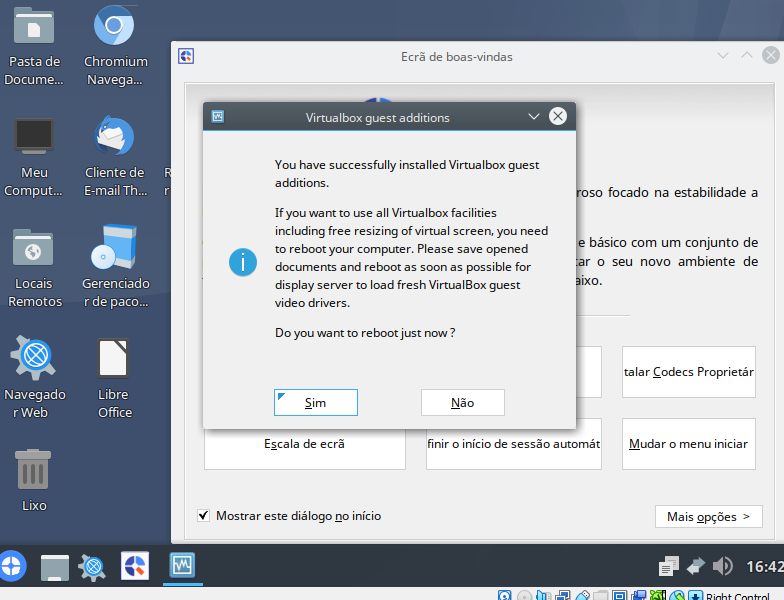 Pasta de
Docume...
Chromium
Navega...
Meu
Comput...
Cliente de
E-mail Th...
R
r
Locais
Remotos
Gerenciado
r de paco...
Navegado
r Web
Libre
Office
Lixo
Ecrã de boas-vindas
Virtualbox guest additions
You have successfully installed Virtualbox guest
additions.
If you want to use all Virtualbox facilities
including free resizing of virtual screen, you need
to reboot your computer. Please save opened
documents and reboot as soon as possible for
display server to load fresh VirtualBox guest
video drivers.
Do you want to reboot just now ?
Sim
Não
roso focado na estabilidade a
e básico com um conjunto de
ar o seu novo ambiente de
aixo.
talar Codecs Proprietár
Escala de ecrã
finir o início de sessão automát
Mudar o menu iniciar
Mostrar este diálogo no início
Mais opções >
16:42
Right Control